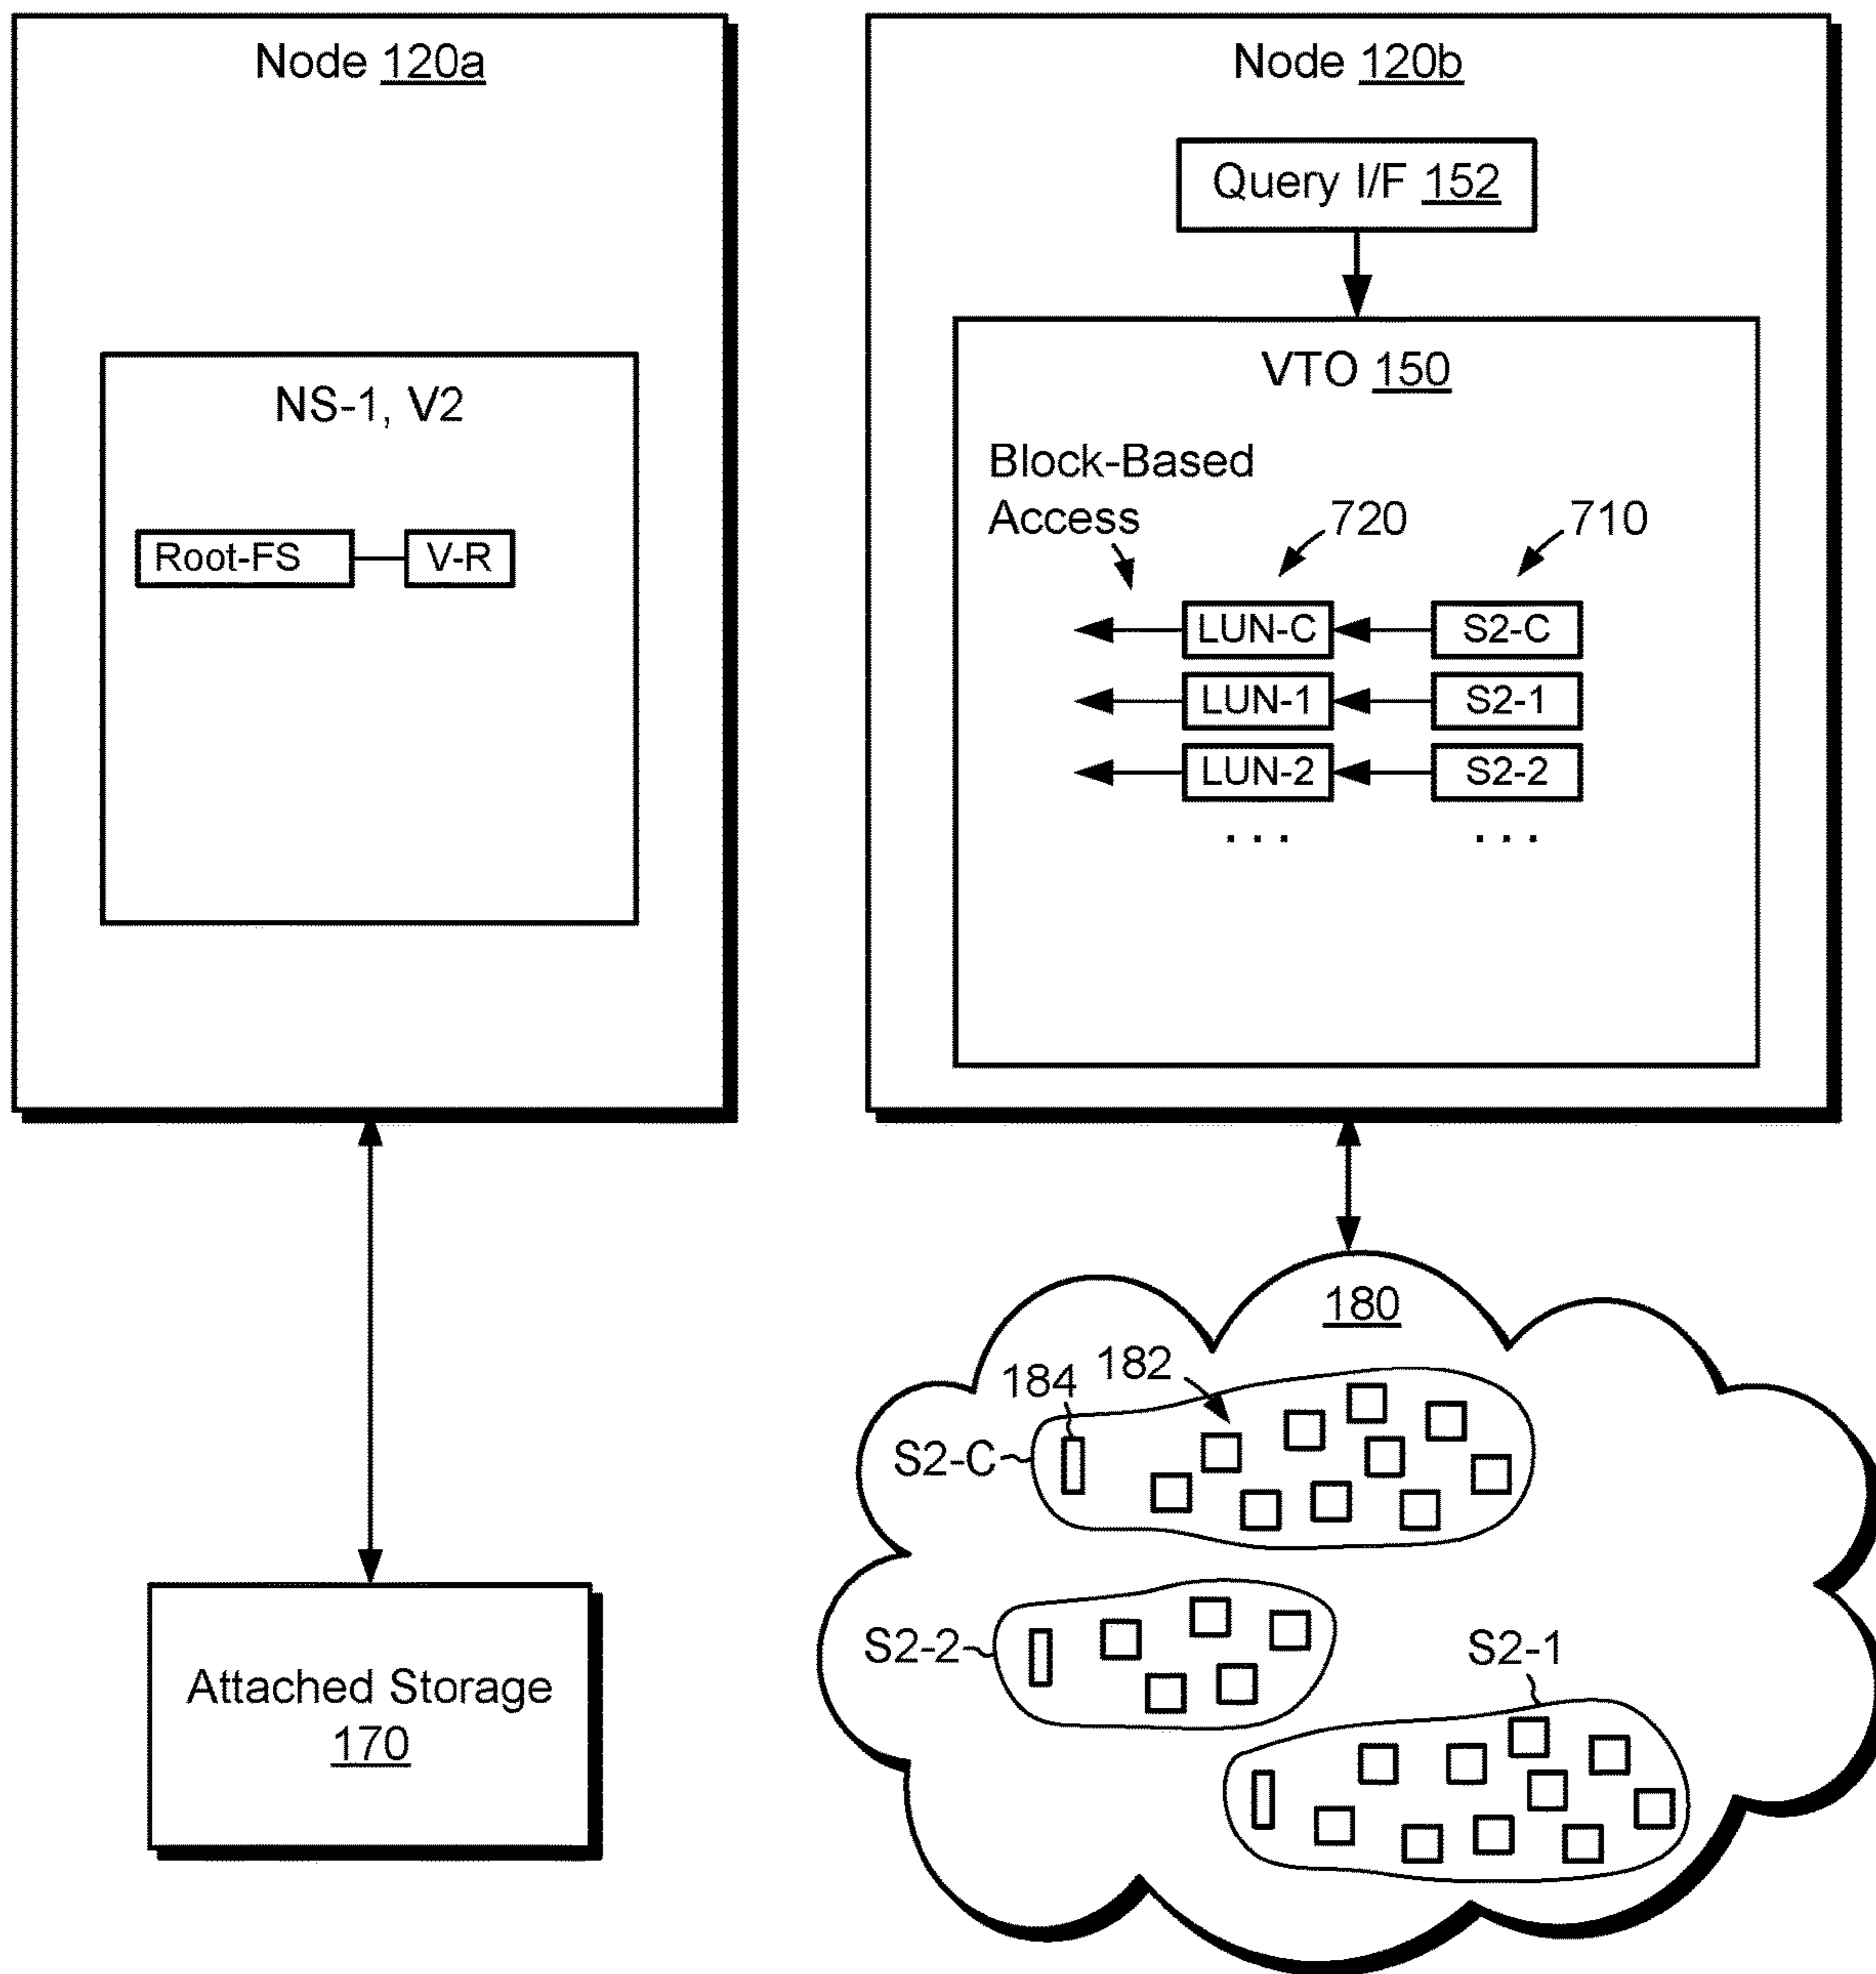 Node 120a
NS-1, V2
Root-FS
V-R
Attached Storage
170
Node 120b
Query I/F 152
VTO 150
Block-Based
Access
720
710
LUN-C
S2-C
LUN-1
S2-1
LUN-2
S2-2
. . .
. . .
180
184
182
S2-C
S2-2
S2-1